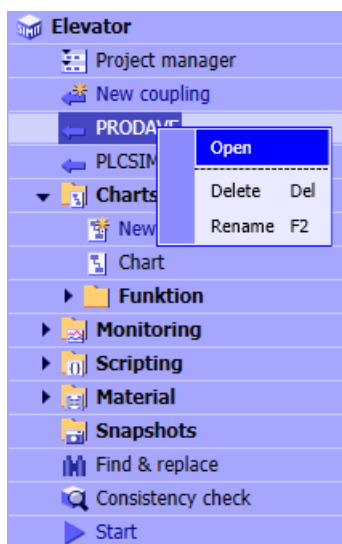 Elevator
Project manager
New coupling
PRODAVE
Open
PLCSIM
Delete Del
Charts
Rename F2
New
Chart
Funktion
Monitoring
Scripting
Material
Snapshots
Find & replace
Consistency check
Start